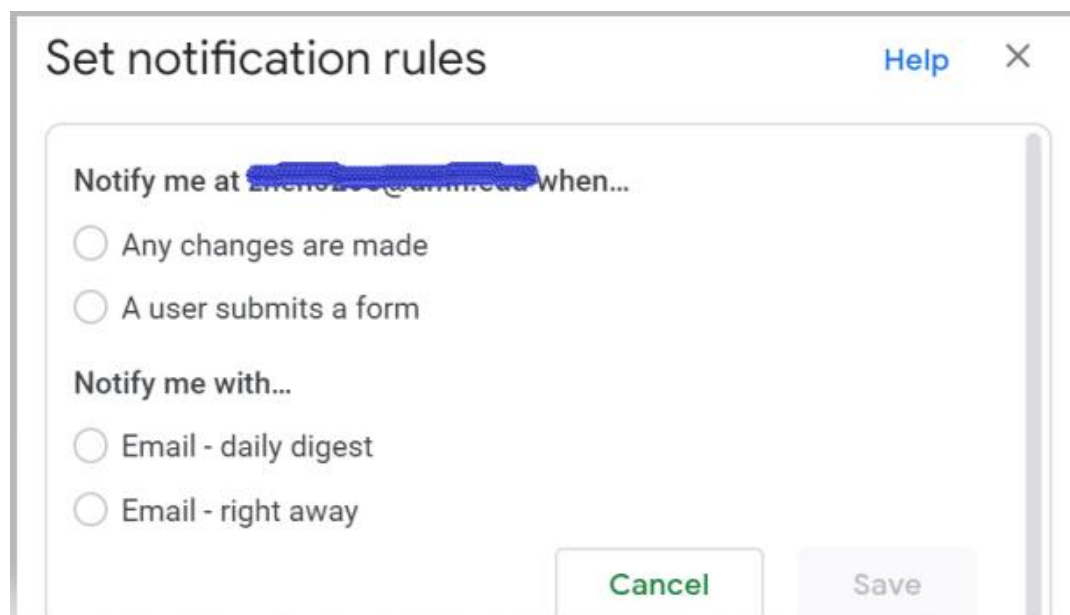 Set notification rules
Help
Notify me at when...
Any changes are made
A user submits a form
Notify me with...
Email - daily digest
Email - right away
Cancel
Save